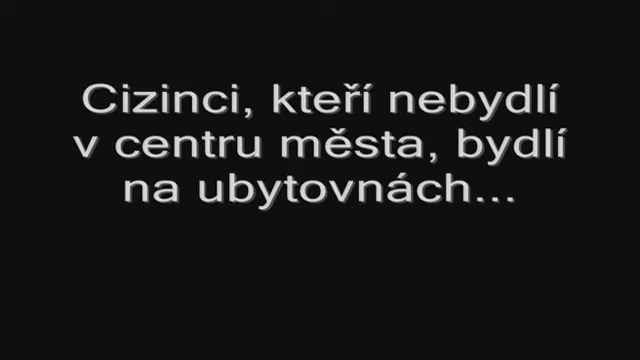 Cizinci, kteří nebydlí
v centru města, bydlí
na ubytovnách...